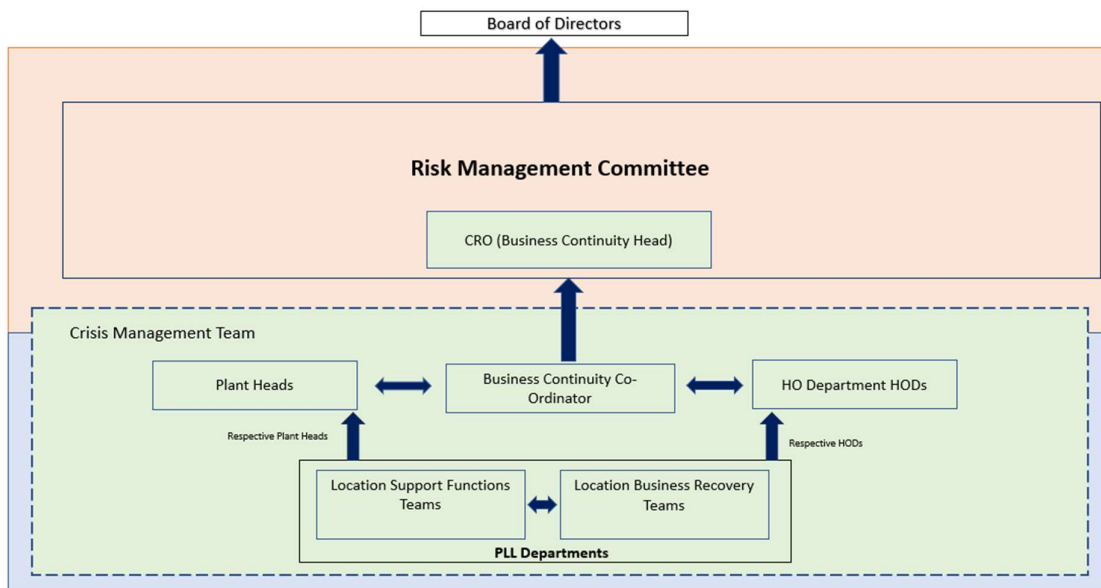 Board of Directors
Risk Management Committee
CRO (Business Continuity Head)
Crisis Management Team
Plant Heads
Business Continuity Co-
Ordinator
HO Department HODs
Respective Plant Heads
Respective HODs
Location Support Functions
Teams
Location Business Recovery
Teams
PLL Departments